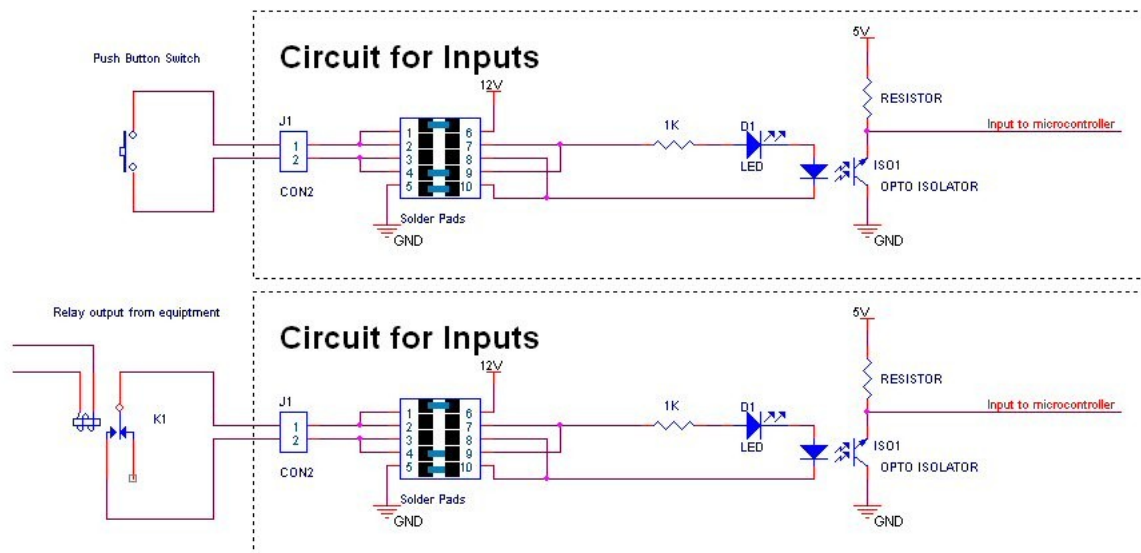 Push Button Switch
Circuit for Inputs
J1
1
2
CON2
12V
1 6
2 7
3 8
4 9
5 10
Solder Pads
GND
1K
D1
LED
5V
RESISTOR
Input to microcontroller
ISO1
OPTO ISOLATOR
GND
Relay output from equiptment
K1
Circuit for Inputs
J1
1
2
CON2
12V
1 6
2 7
3 8
4 9
5 10
Solder Pads
GND
1K
D1
LED
5V
RESISTOR
Input to microcontroller
ISO1
OPTO ISOLATOR
GND